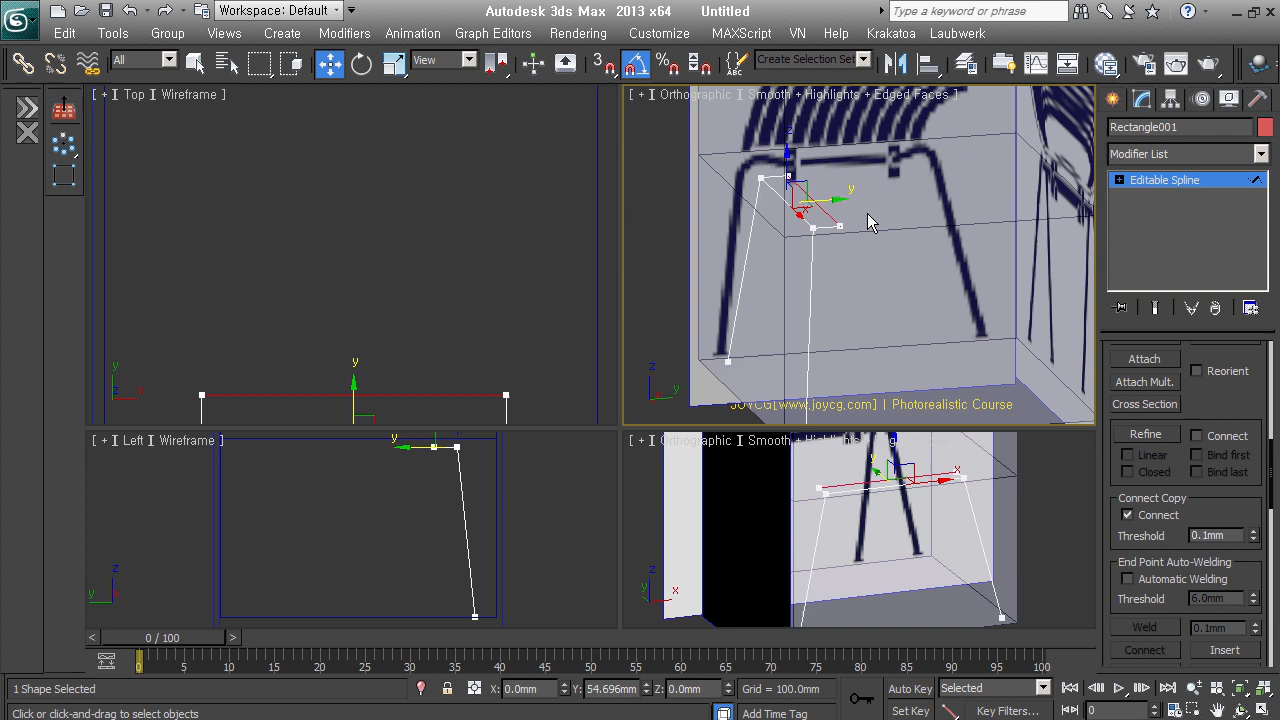 Workspace: Default
Autodesk 3ds Max 2013 x64 Untitled
Type a keyword or phrase
Edit Tools Group Views Create Modifiers Animation Graph Editors Rendering Customize MAXScript VN Help Krakatoa Laubwerk
All
View
3
Create Selection Set
[ + ] Top ] Wireframe ]
y
z
x
y
[ + ] Orthographic ] Smooth + Highlights + Edged Faces ]
z
y
x
z
y
JOYCG[www.joycg.com] | Photorealistic Course
[ + ] Left ] Wireframe ]
y
z
y
y
x
z
y
x
Rectangle001
Modifier List
Editable Spline
Attach
Reorient
Attach Mult.
Cross Section
Refine
Connect
Linear
Bind first
Closed
Bind last
Connect Copy
Connect
Threshold
0.1mm
End Point Auto-Welding
Automatic Welding
Threshold
6.0mm
Weld
0.1mm
Connect
Insert
0 / 100
0 5 10 15 20 25 30 35 40 45 50 55 60 65 70 75 80 85 90 95 100
1 Shape Selected
X: 0.0mm
Y: 54.696mm
Z: 0.0mm
Grid = 100.0mm
Auto Key
Selected
Click or click-and-drag to select objects
Add Time Tag
Set Key
Key Filters...
0